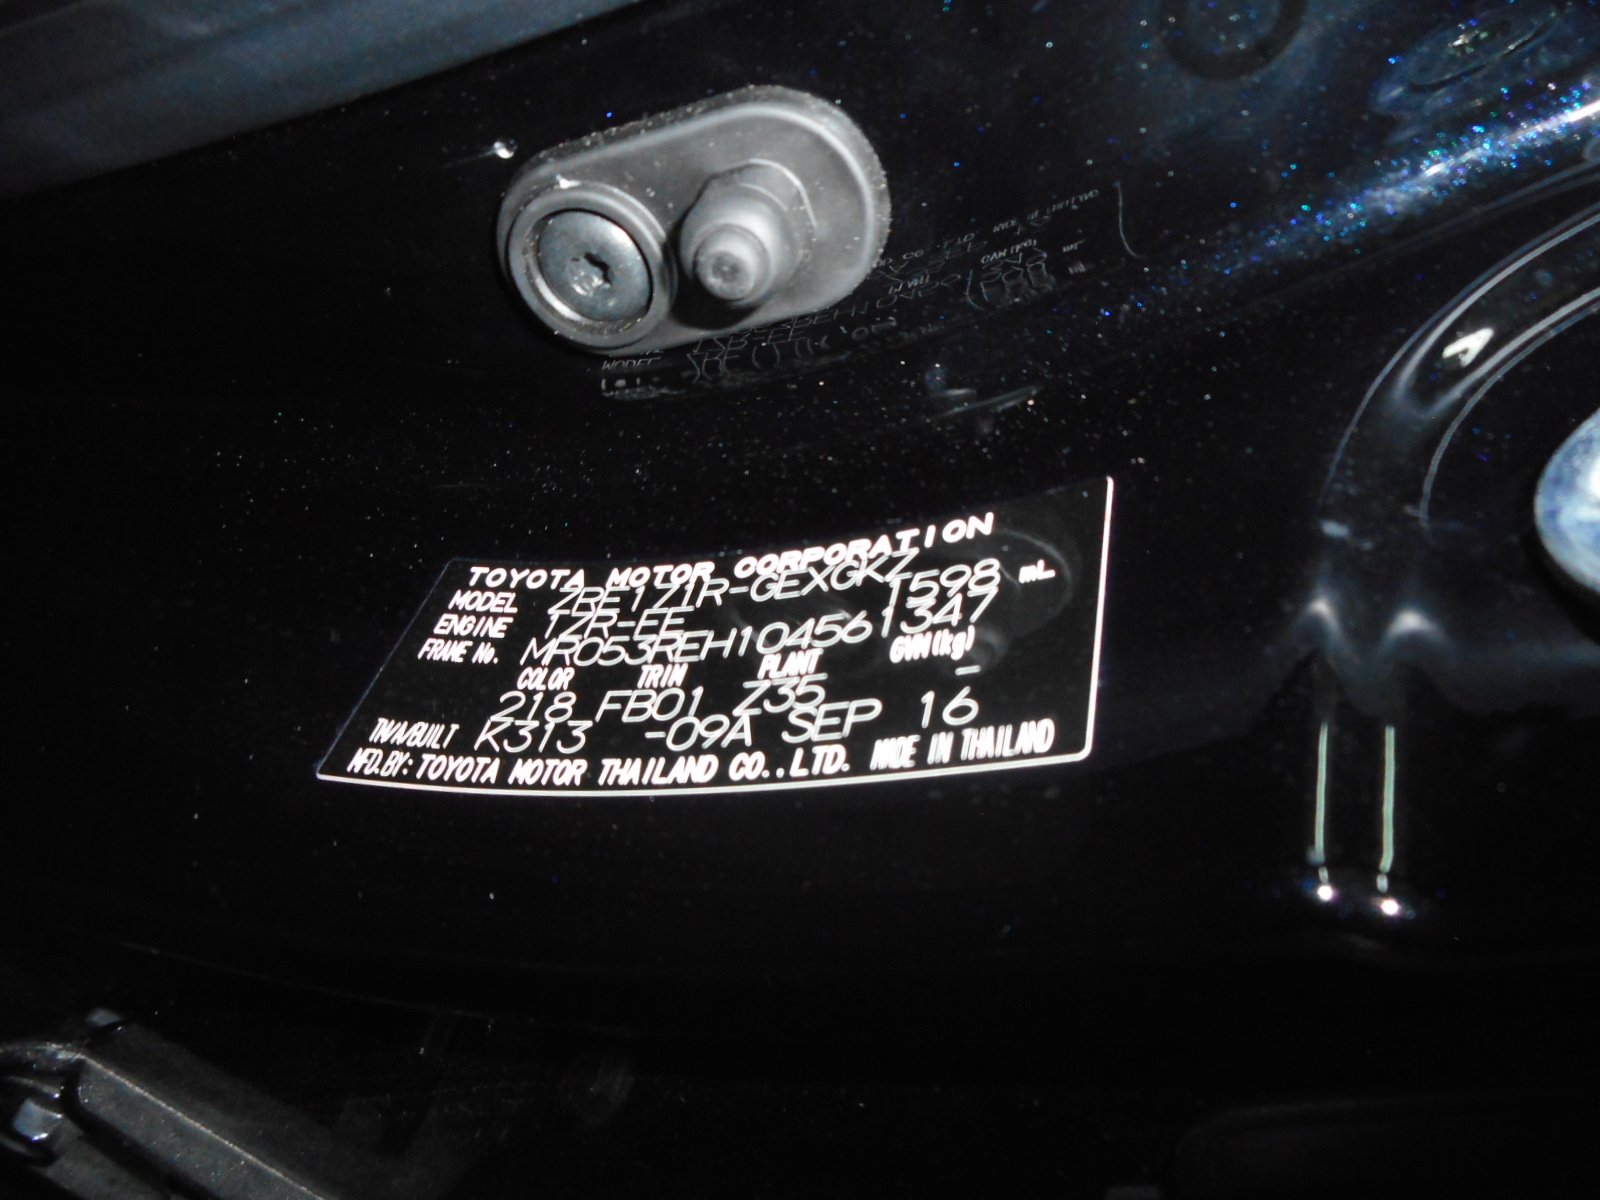 TOYOTA MOTOR CORPORATION
MODEL ZRE171R-GEXGKZ
ENGINE 1ZR-FE 1598 mL
FRAME No. MR053REH104561347
COLOR TRIM PLANT GVM(kg)
218 FB01 Z35 -
TM/A/BUILT K313 -09A SEP 16
MFD.BY: TOYOTA MOTOR THAILAND CO.,LTD. MADE IN THAILAND
A